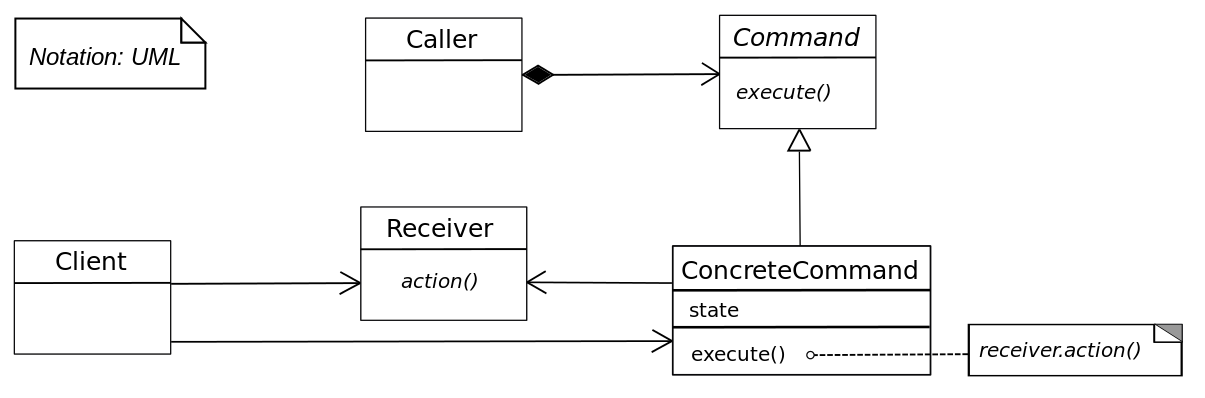 Notation: UML
Caller
Command
execute()
Receiver
action()
Client
ConcreteCommand
state
execute()
receiver.action()